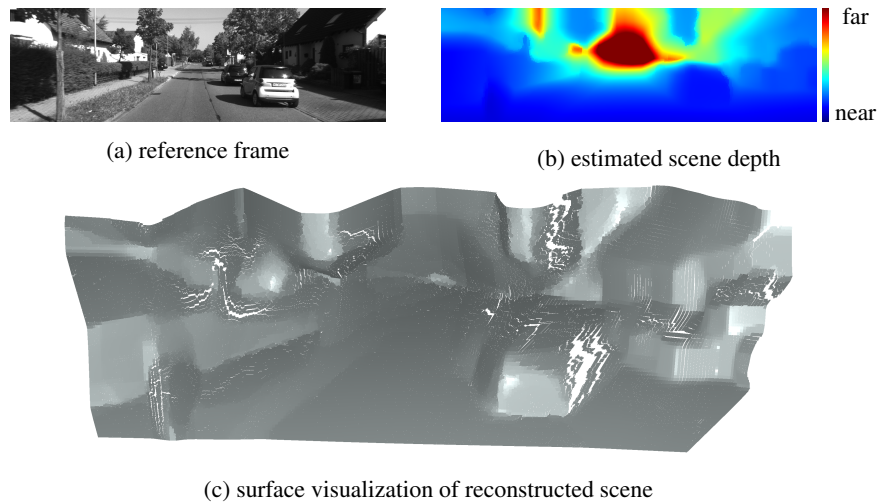 far
near
(a) reference frame
(b) estimated scene depth
(c) surface visualization of reconstructed scene